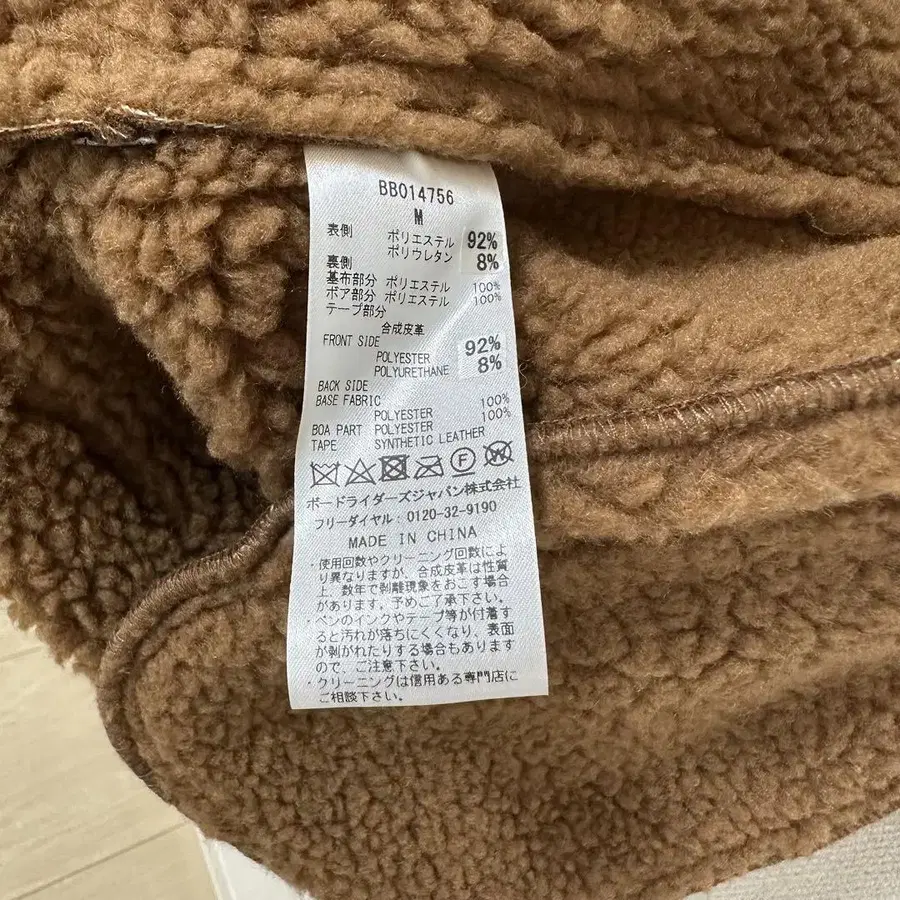 BB014756
M
表側 ポリエステル 92%
ポリウレタン 8%
裏側
基布部分 ポリエステル 100%
ボア部分 ポリエステル 100%
テープ部分
合成皮革
FRONT SIDE
POLYESTER 92%
POLYURETHANE 8%
BACK SIDE
BASE FABRIC
POLYESTER 100%
BOA PART POLYESTER 100%
TAPE SYNTHETIC LEATHER
F W
ボードライダーズジャパン株式会社
フリーダイヤル:0120-32-9190
MADE IN CHINA
・使用回数やクリーニング回数によ
り異なりますが、合成皮革は性質
上、数年で剥離現象をおこす場合
があります。予めご了承下さい。
・ペンのインクやテープ等が付着す
ると汚れが落ちにくくなり、表面
が剥がれたりする場合もあります
ので、ご注意下さい。
・クリーニングは信用ある専門店に
ご相談下さい。